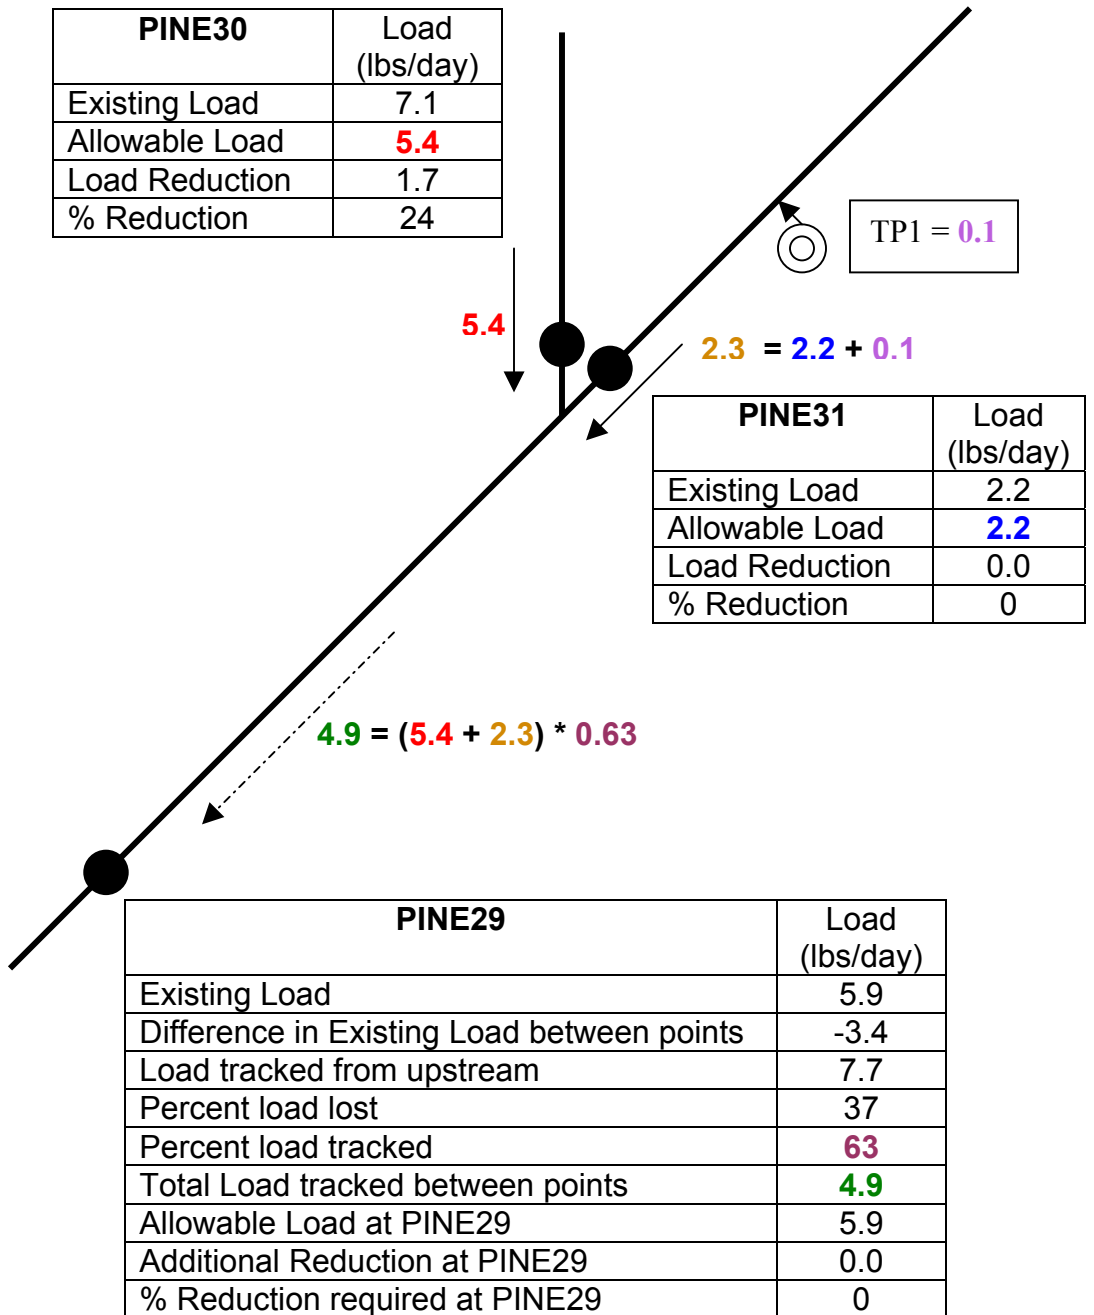 PINE30 Load
(lbs/day)
Existing Load 7.1
Allowable Load 5.4
Load Reduction 1.7
% Reduction 24
TP1 = 0.1
5.4
2.3 = 2.2 + 0.1
PINE31 Load
(lbs/day)
Existing Load 2.2
Allowable Load 2.2
Load Reduction 0.0
% Reduction 0
4.9 = (5.4 + 2.3) * 0.63
PINE29 Load
(lbs/day)
Existing Load 5.9
Difference in Existing Load between points -3.4
Load tracked from upstream 7.7
Percent load lost 37
Percent load tracked 63
Total Load tracked between points 4.9
Allowable Load at PINE29 5.9
Additional Reduction at PINE29 0.0
% Reduction required at PINE29 0